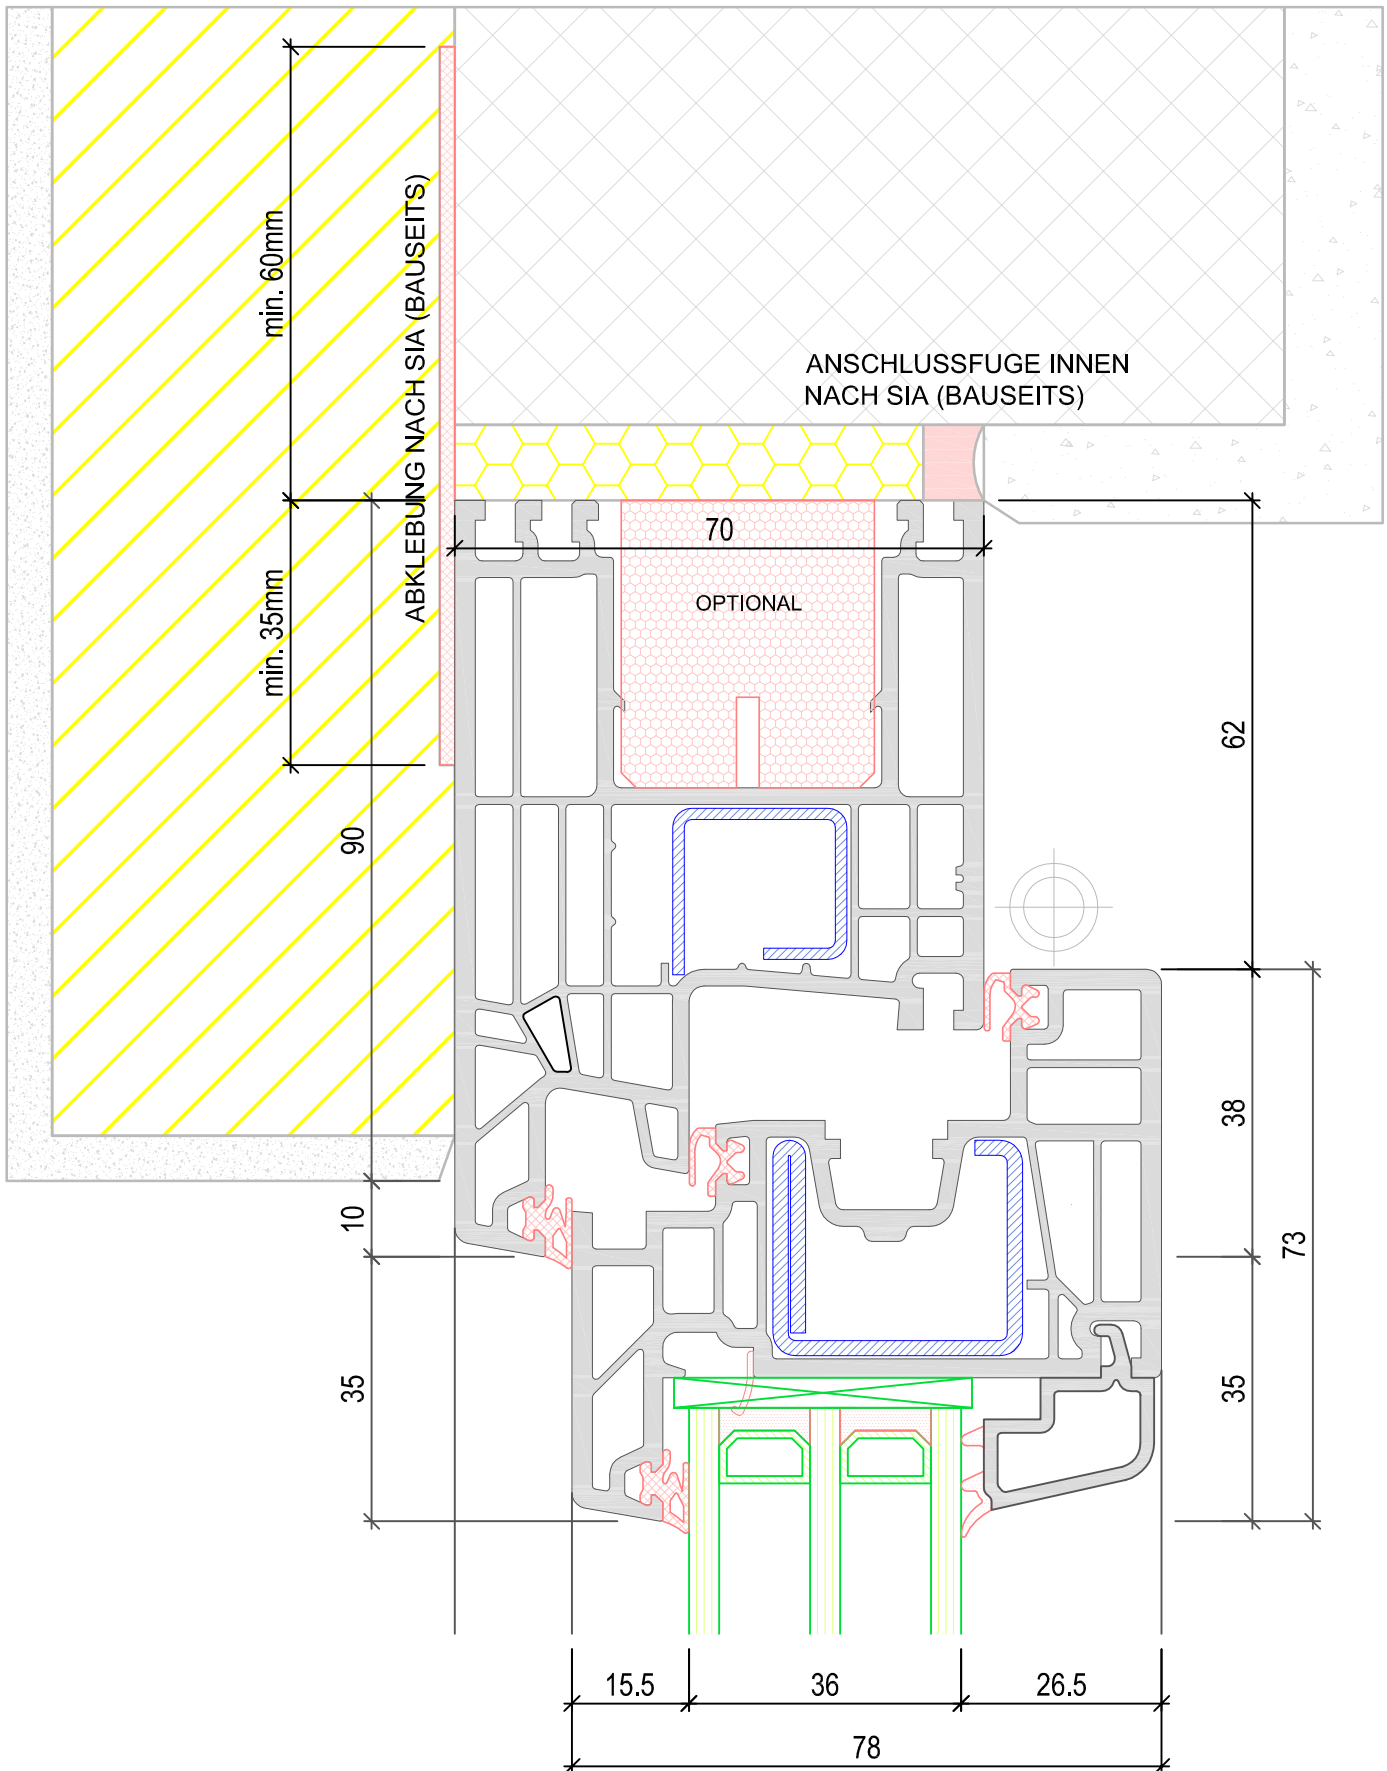 min. 60mm
ABKLEBUNG NACH SIA (BAUSEITS)
ANSCHLUSSFUGE INNEN
NACH SIA (BAUSEITS)
70
OPTIONAL
min. 35mm
62
90
38
10
73
35
35
15.5
36
26.5
78